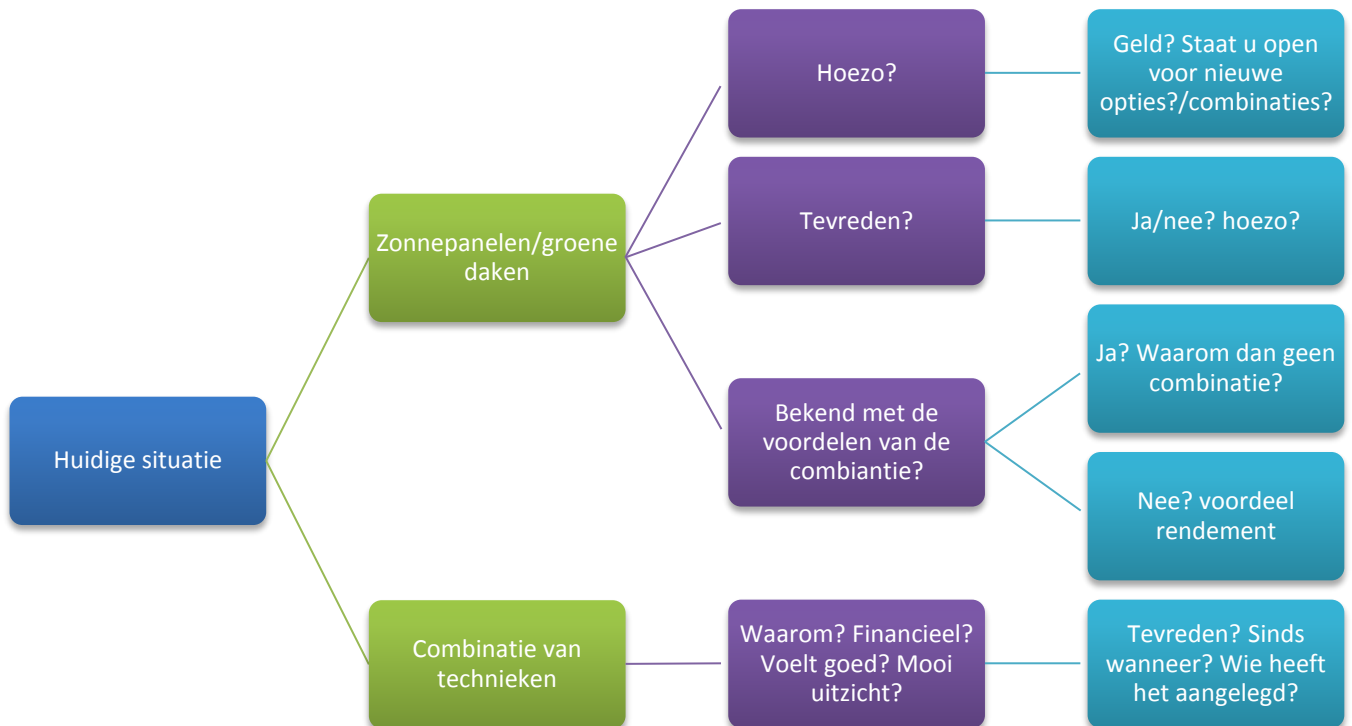 Huidige situatie
Zonnepanelen/groene
daken
Hoezo?
Geld? Staat u open
voor nieuwe
opties?/combinaties?
Tevreden?
Ja/nee? hoezo?
Bekend met de
voordelen van de
combiantie?
Ja? Waarom dan geen
combinatie?
Nee? voordeel
rendement
Combinatie van
technieken
Waarom? Financieel?
Voelt goed? Mooi
uitzicht?
Tevreden? Sinds
wanneer? Wie heeft
het aangelegd?